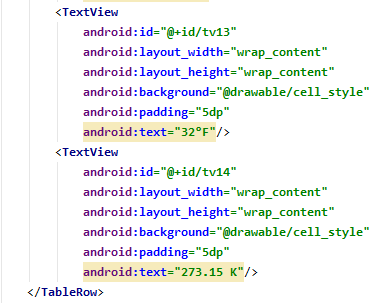 <TextView
android:id="@+id/tv13"
android:layout_width="wrap_content"
android:layout_height="wrap_content"
android:background="@drawable/cell_style"
android:padding="5dp"
android:text="32°F"/>
<TextView
android:id="@+id/tv14"
android:layout_width="wrap_content"
android:layout_height="wrap_content"
android:background="@drawable/cell_style"
android:padding="5dp"
android:text="273.15 K"/>
</TableRow>